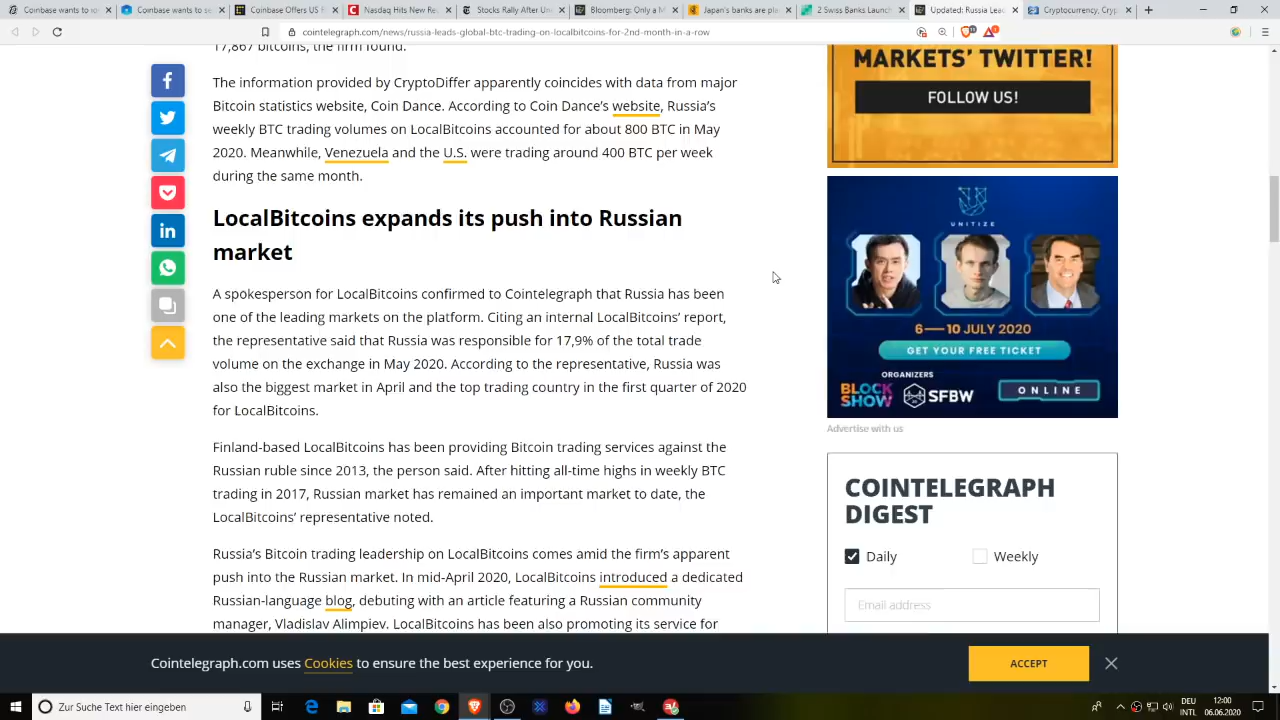 Coinbase wants to so
Coinbase wants to se
Coinbase Offers US
Nasdaq Hits New Re
Stocks Rally After Un
Bloomberg: Only a M
Japan's three bankin
2 Swiss Banks Launch
Updated: Russia Lea
Crypto Exchange Coi
cointelegraph.com/news/russia-leads-global-btc-trading-on-localbitcoins-for-2nd-month-in-a-row
17,867 bitcoins, the firm found.
The information provided by CryptoDiffer apparently coincides with data from major
Bitcoin statistics website, Coin Dance. According to Coin Dance's website, Russia's
weekly BTC trading volumes on LocalBitcoins accounted for about 800 BTC in May
2020. Meanwhile, Venezuela and the U.S. were trading around 400 BTC per week
during the same month.
LocalBitcoins expands its push into Russian
market
A spokesperson for LocalBitcoins confirmed to Cointelegraph that Russia has been
one of the leading markets on the platform. Citing an internal LocalBitcoins' report,
the representative said that Russia was responsible for 17,9% of the total trade
volume on the exchange in May 2020. According to the representative, Russia was
also the biggest market in April and the top trading country in the first quarter of 2020
for LocalBitcoins.
Finland-based LocalBitcoins has been providing Bitcoin trading services against the
Russian ruble since 2013, the person said. After hitting all-time highs in weekly BTC
trading in 2017, Russian market has remained an important market to date, the
LocalBitcoins' representative noted.
Russia's Bitcoin trading leadership on LocalBitcoins comes amid the firm's apparent
push into the Russian market. In mid-April 2020, LocalBitcoins introduced a dedicated
Russian-language blog, debuting with an article featuring a Russian community
manager, Vladislav Alimpiev. LocalBitcoins has been also promoting its service for
MARKETS' TWITTER!
FOLLOW US!
UNITIZE
6—10 JULY 2020
GET YOUR FREE TICKET
ORGANIZERS
BLOCK SHOW
SFBW
ONLINE
Advertise with us
COINTELEGRAPH
DIGEST
Daily
Weekly
Email address
Cointelegraph.com uses Cookies to ensure the best experience for you.
ACCEPT
Zur Suche Text hier eingeben
DEU
INTL
12:00
06.06.2020